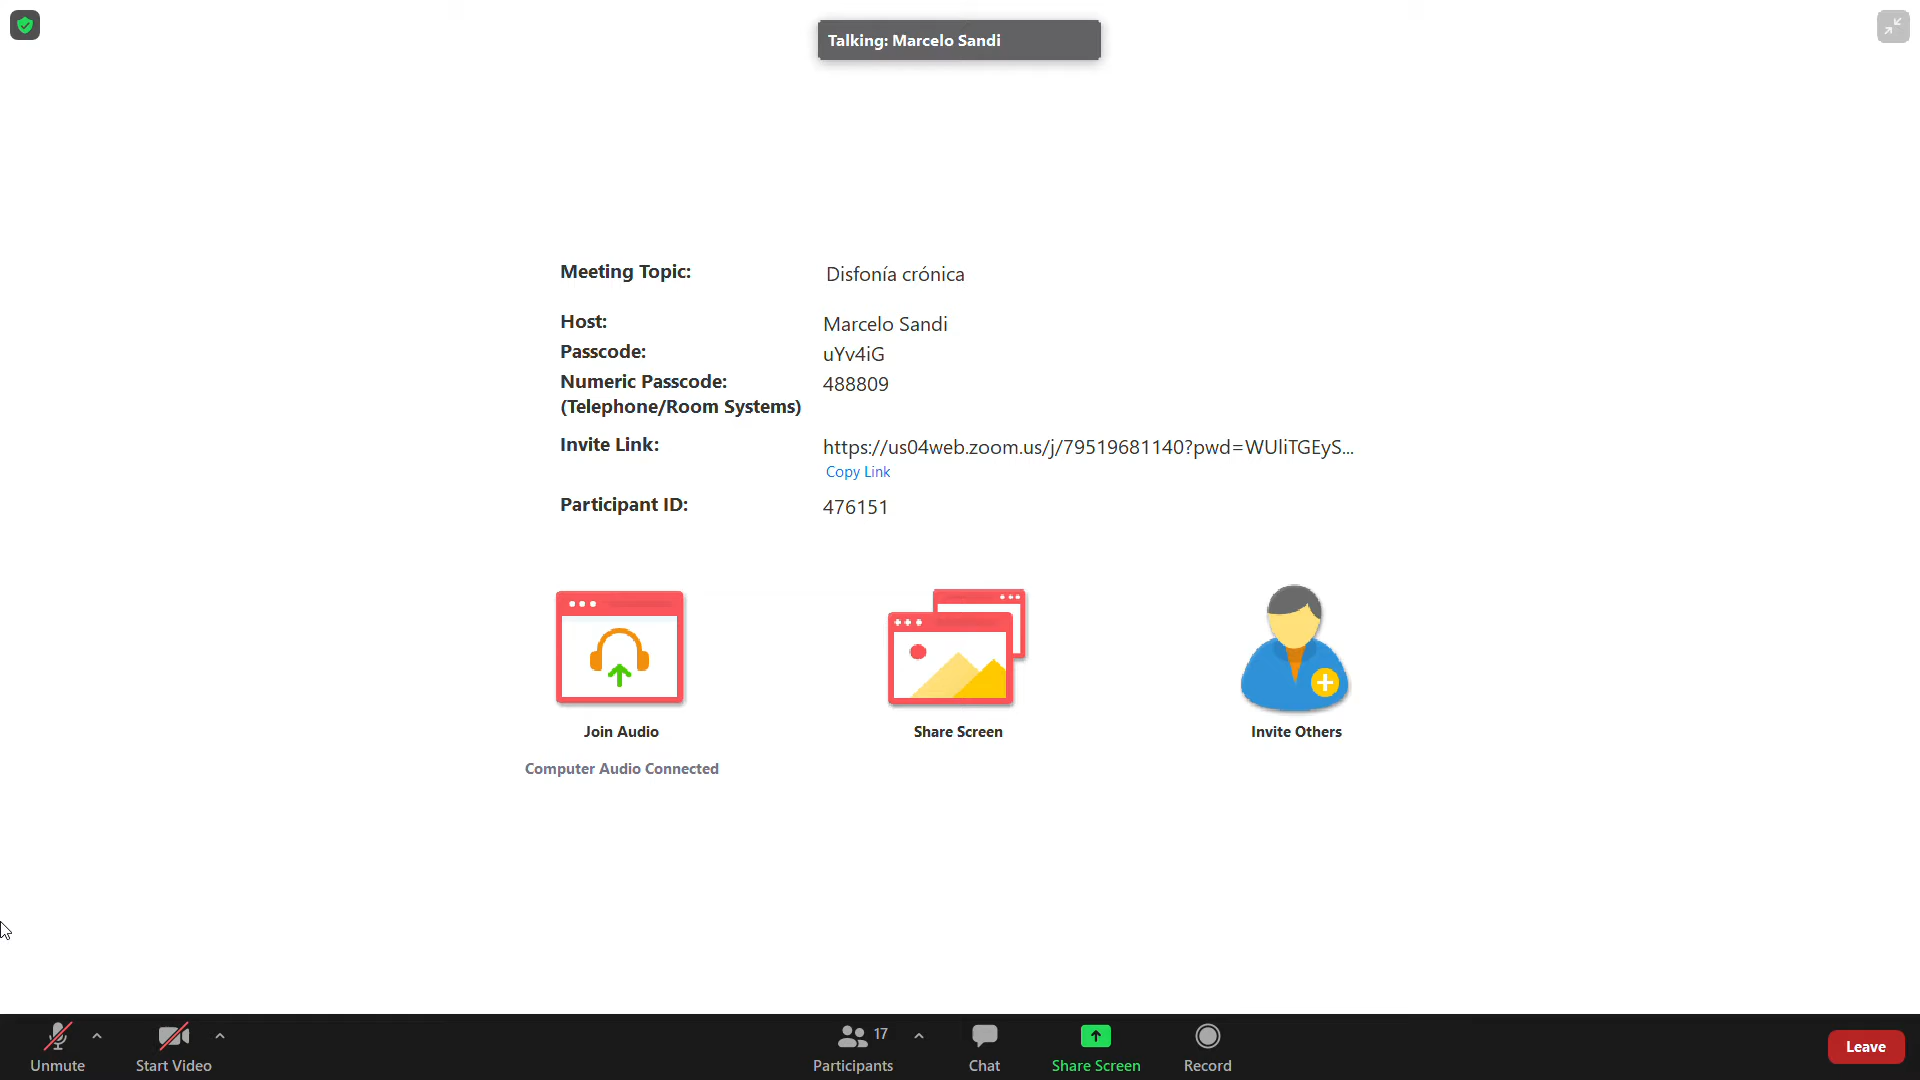 Talking: Marcelo Sandi
Meeting Topic: Disfonía crónica
Host: Marcelo Sandi
Passcode: uYv4iG
Numeric Passcode: 488809
(Telephone/Room Systems)
Invite Link: https://us04web.zoom.us/j/79519681140?pwd=WUliTGEyS...
Copy Link
Participant ID: 476151
Join Audio Share Screen Invite Others
Computer Audio Connected
17
Unmute Start Video Participants Chat Share Screen Record Leave